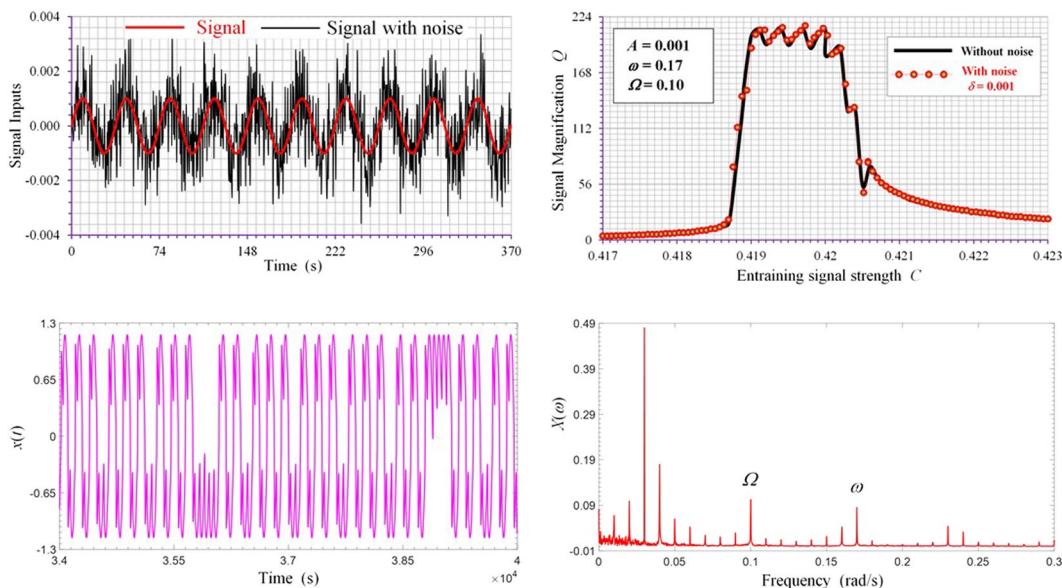 Signal
Signal with noise
Signal Inputs
0.004
0.002
0.000
-0.002
-0.004
0
74
148
222
296
370
Time (s)
Signal Magnification Q
224
168
112
56
0
A = 0.001
ω = 0.17
Ω = 0.10
Without noise
With noise
δ = 0.001
0.417
0.418
0.419
0.42
0.421
0.422
0.423
Entraining signal strength C
x(t)
1.3
0.65
0
-0.65
-1.3
3.4
3.55
3.7
3.85
4
×10⁴
Time (s)
X(ω)
0.49
0.39
0.29
0.19
0.09
-0.01
Ω
ω
0
0.05
0.1
0.15
0.2
0.25
0.3
Frequency (rad/s)